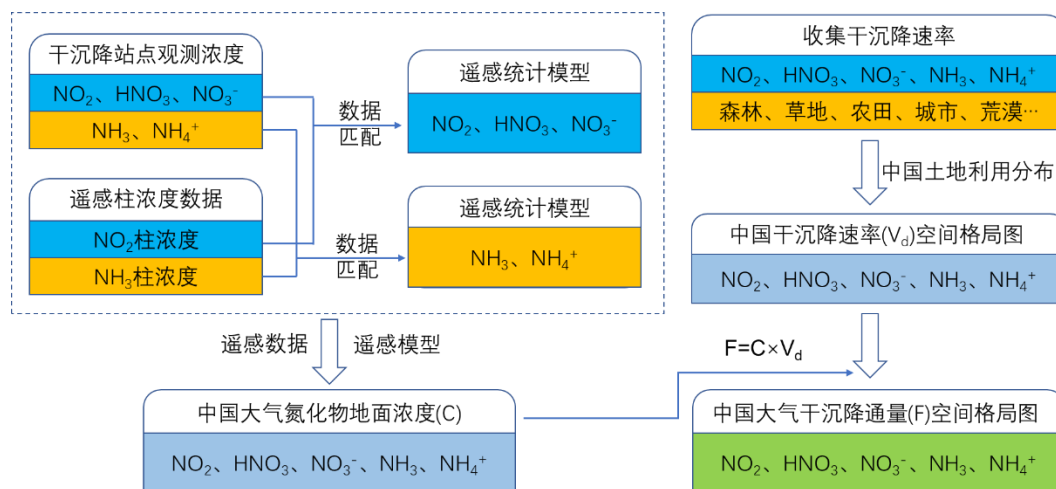 干沉降站点观测浓度
NO₂、HNO₃、NO₃⁻
NH₃、NH₄⁺
遥感柱浓度数据
NO₂柱浓度
NH₃柱浓度
数据
匹配
数据
匹配
遥感统计模型
NO₂、HNO₃、NO₃⁻
遥感统计模型
NH₃、NH₄⁺
遥感数据
遥感模型
中国大气氮化物地面浓度(C)
NO₂、HNO₃、NO₃⁻、NH₃、NH₄⁺
收集干沉降速率
NO₂、HNO₃、NO₃⁻、NH₃、NH₄⁺
森林、草地、农田、城市、荒漠…
中国土地利用分布
中国干沉降速率(V_d)空间格局图
NO₂、HNO₃、NO₃⁻、NH₃、NH₄⁺
F=C×V_d
中国大气干沉降通量(F)空间格局图
NO₂、HNO₃、NO₃⁻、NH₃、NH₄⁺